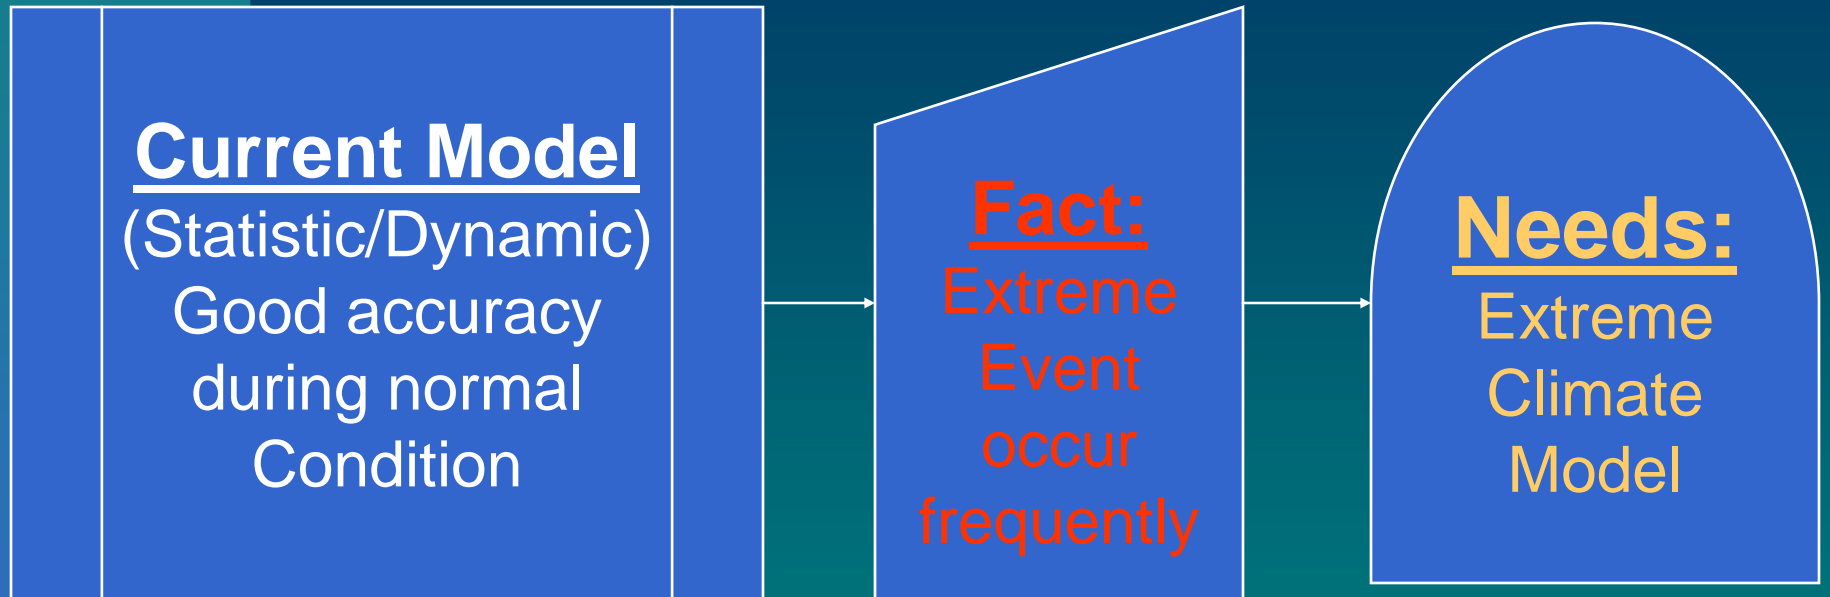 Current Model
(Statistic/Dynamic)
Good accuracy
during normal
Condition
Fact:
Extreme
Event
occur
frequently
Needs:
Extreme
Climate
Model